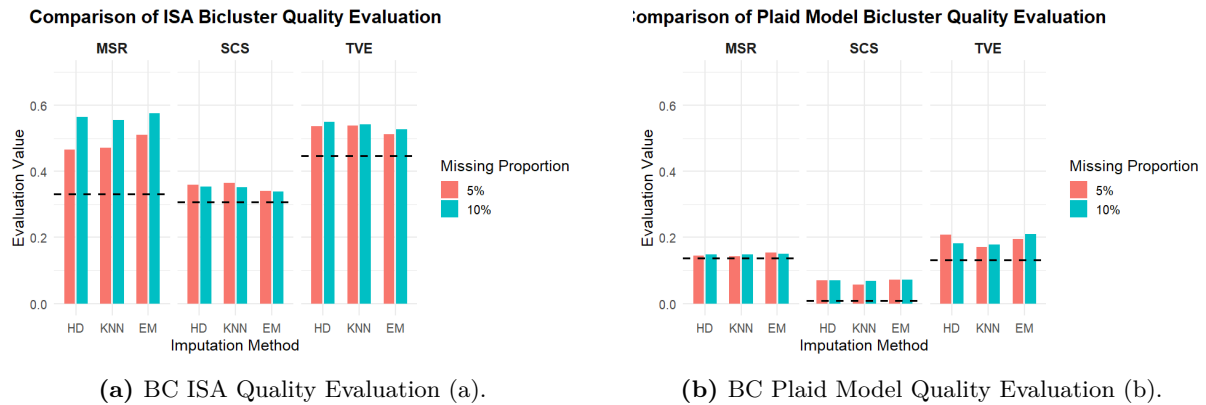 Comparison of ISA Bicluster Quality Evaluation
MSR SCS TVE
Evaluation Value
0.6
0.4
0.2
0.0
HD KNN EM HD KNN EM HD KNN EM
Imputation Method
Missing Proportion
5%
10%
(a) BC ISA Quality Evaluation (a).
Comparison of Plaid Model Bicluster Quality Evaluation
MSR SCS TVE
Evaluation Value
0.6
0.4
0.2
0.0
HD KNN EM HD KNN EM HD KNN EM
Imputation Method
Missing Proportion
5%
10%
(b) BC Plaid Model Quality Evaluation (b).